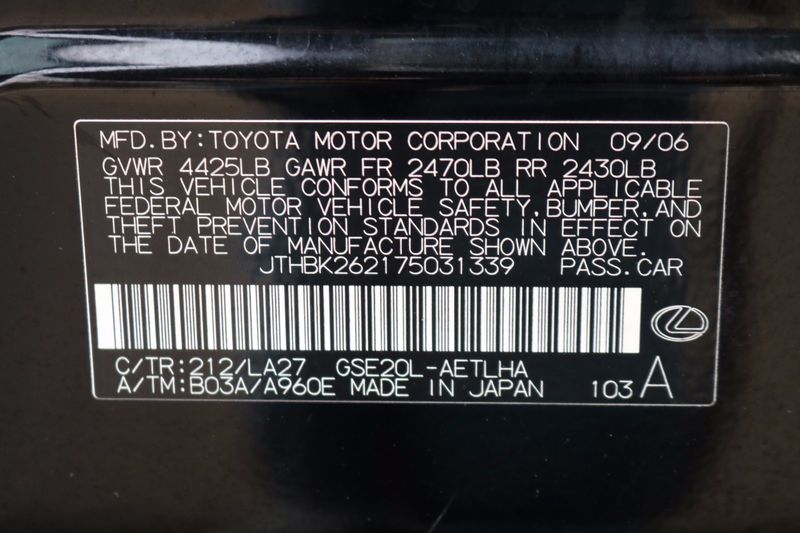 MFD.BY:TOYOTA MOTOR CORPORATION 09/06
GVWR 4425LB GAWR FR 2470LB RR 2430LB
THIS VEHICLE CONFORMS TO ALL APPLICABLE
FEDERAL MOTOR VEHICLE SAFETY,BUMPER,AND
THEFT PREVENTION STANDARDS IN EFFECT ON
THE DATE OF MANUFACTURE SHOWN ABOVE.
JTHBK262175031339 PASS.CAR
C/TR:212/LA27 GSE20L-AETLHA
A/TM:B03A/A960E MADE IN JAPAN 103 A